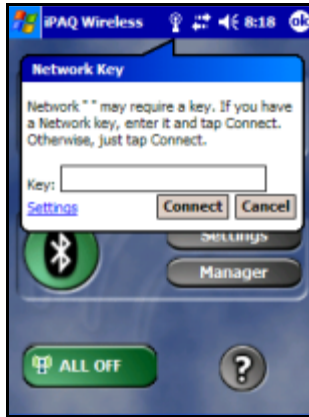 iPAQ Wireless 8:18 ok
Network Key
Network " " may require a key. If you have
a Network key, enter it and tap Connect.
Otherwise, just tap Connect.
Key:
Settings Connect Cancel
Settings
Manager
ALL OFF ?